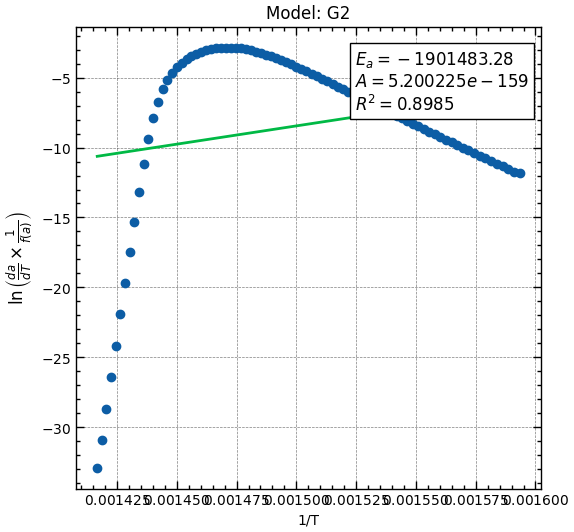 Model: G2
E_a = −1901483.28
A = 5.200225e − 159
R² = 0.8985
−5
−10
−15
−20
−25
−30
ln (da/dT × 1/f(a))
0.001425 0.001450 0.001475 0.001500 0.001525 0.001550 0.001575 0.001600
1/T